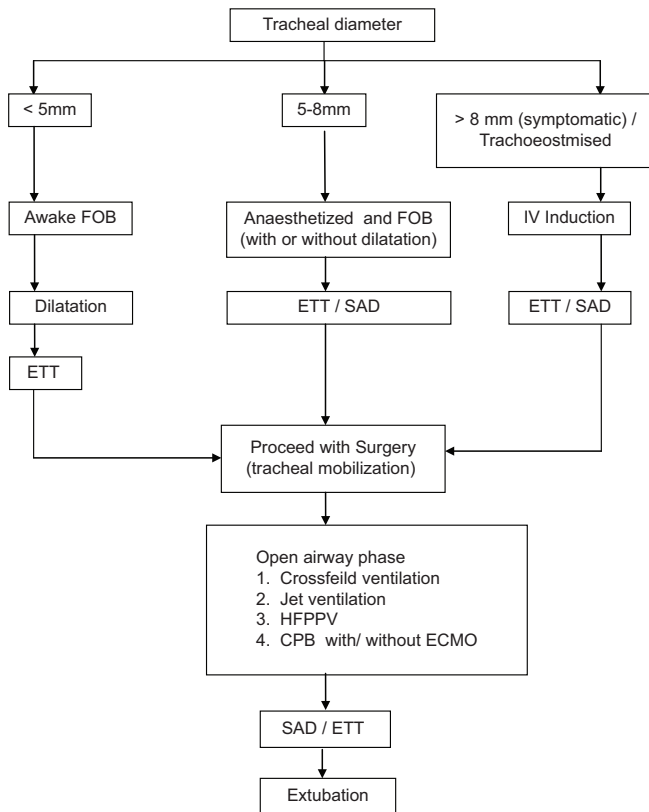 Tracheal diameter
< 5mm
5-8mm
> 8 mm (symptomatic) /
Trachoeostmised
Awake FOB
Anaesthetized and FOB
(with or without dilatation)
IV Induction
Dilatation
ETT / SAD
ETT / SAD
ETT
Proceed with Surgery
(tracheal mobilization)
Open airway phase
1. Crossfeild ventilation
2. Jet ventilation
3. HFPPV
4. CPB with/ without ECMO
SAD / ETT
Extubation